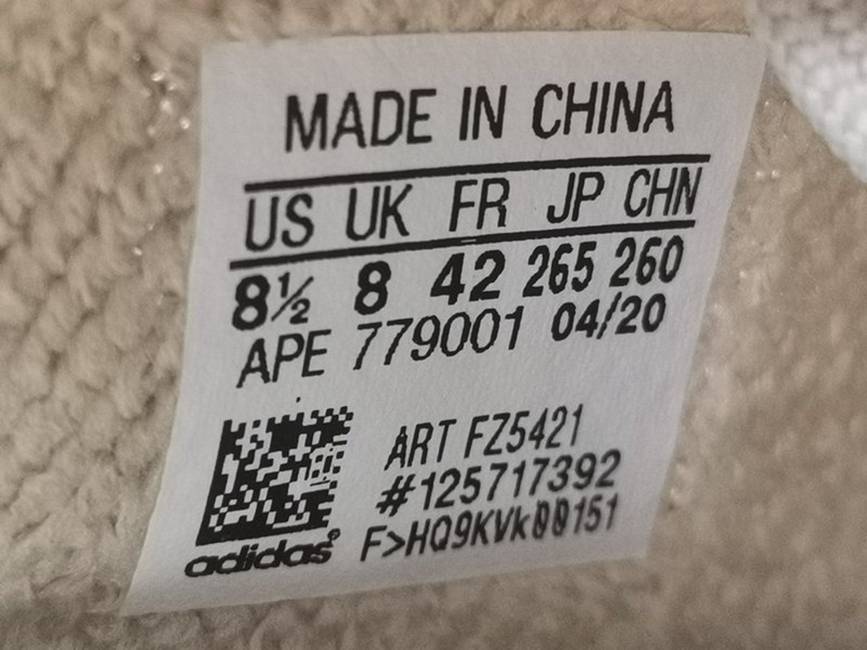 MADE IN CHINA
US UK FR JP CHN
8½ 8 42 265 260
APE 779001 04/20
ART FZ5421
#125717392
F>HQ9KVk00151
adidas®